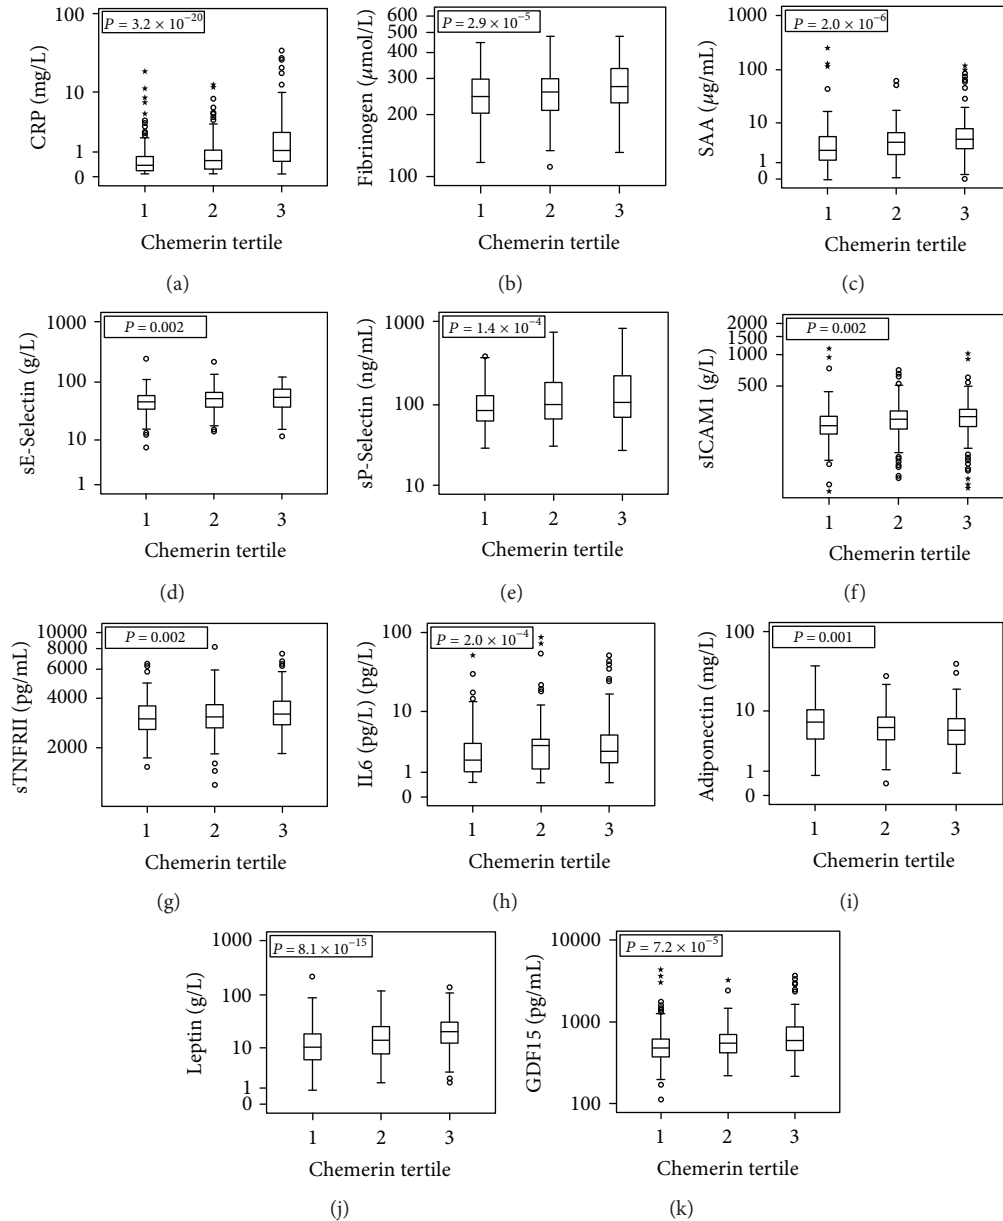 P = 3.2 × 10⁻²⁰
CRP (mg/L)
100
10
1
0
1 2 3
Chemerin tertile
(a)
P = 2.9 × 10⁻⁵
Fibrinogen (μmol/L)
600
500
400
300
200
100
1 2 3
Chemerin tertile
(b)
P = 2.0 × 10⁻⁶
SAA (μg/mL)
1000
100
10
1
0
1 2 3
Chemerin tertile
(c)
P = 0.002
sE-Selectin (g/L)
1000
100
10
1
1 2 3
Chemerin tertile
(d)
P = 1.4 × 10⁻⁴
sP-Selectin (ng/mL)
1000
100
10
1 2 3
Chemerin tertile
(e)
P = 0.002
sICAM1 (g/L)
2000
1500
1000
500
1 2 3
Chemerin tertile
(f)
P = 0.002
sTNFRII (pg/mL)
10000
8000
6000
4000
2000
1 2 3
Chemerin tertile
(g)
P = 2.0 × 10⁻⁴
IL6 (pg/L) (pg/L)
100
10
1
0
1 2 3
Chemerin tertile
(h)
P = 0.001
Adiponectin (mg/L)
100
10
1
0
1 2 3
Chemerin tertile
(i)
P = 8.1 × 10⁻¹⁵
Leptin (g/L)
1000
100
10
1
0
1 2 3
Chemerin tertile
(j)
P = 7.2 × 10⁻⁵
GDF15 (pg/mL)
10000
1000
100
1 2 3
Chemerin tertile
(k)